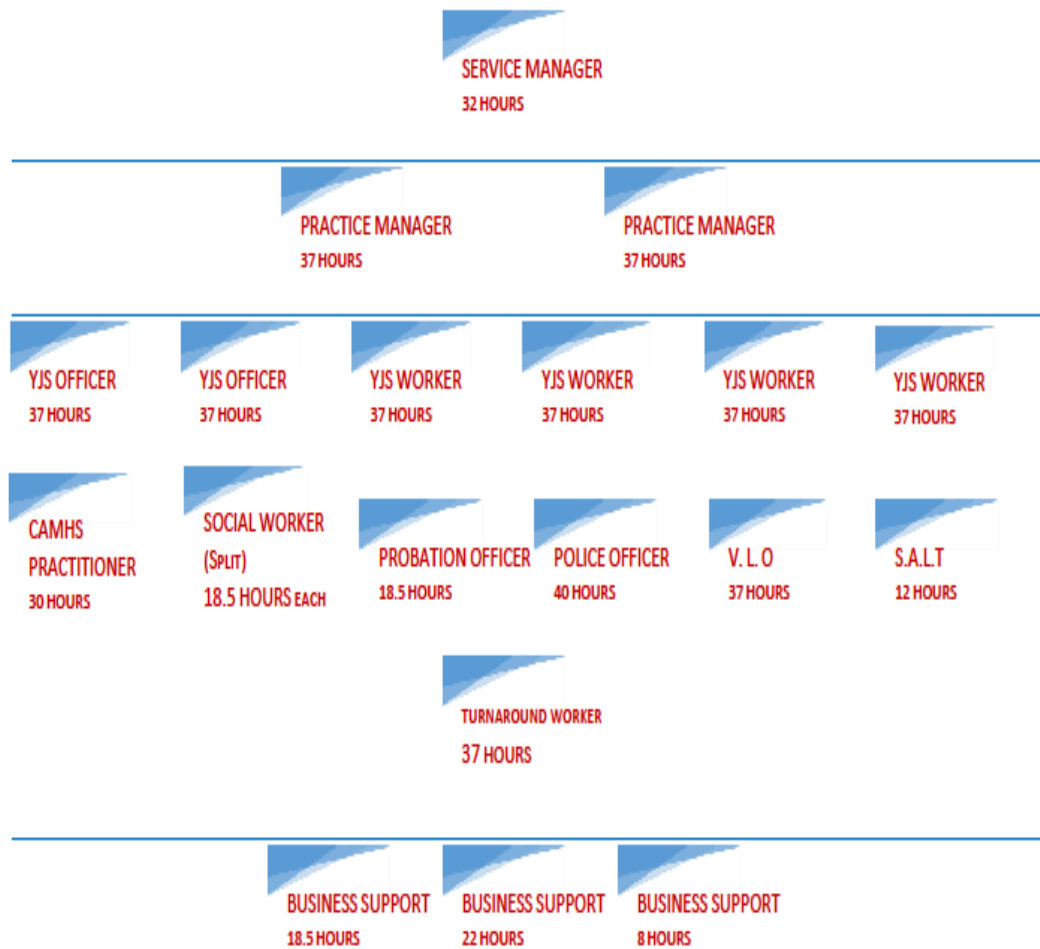 SERVICE MANAGER
32 HOURS
PRACTICE MANAGER
37 HOURS
PRACTICE MANAGER
37 HOURS
YJS OFFICER
37 HOURS
YJS OFFICER
37 HOURS
YJS WORKER
37 HOURS
YJS WORKER
37 HOURS
YJS WORKER
37 HOURS
YJS WORKER
37 HOURS
CAMHS
PRACTITIONER
30 HOURS
SOCIAL WORKER
(SPLIT)
18.5 HOURS EACH
PROBATION OFFICER
18.5 HOURS
POLICE OFFICER
40 HOURS
V. L. O
37 HOURS
S.A.L.T
12 HOURS
TURNAROUND WORKER
37 HOURS
BUSINESS SUPPORT
18.5 HOURS
BUSINESS SUPPORT
22 HOURS
BUSINESS SUPPORT
8 HOURS